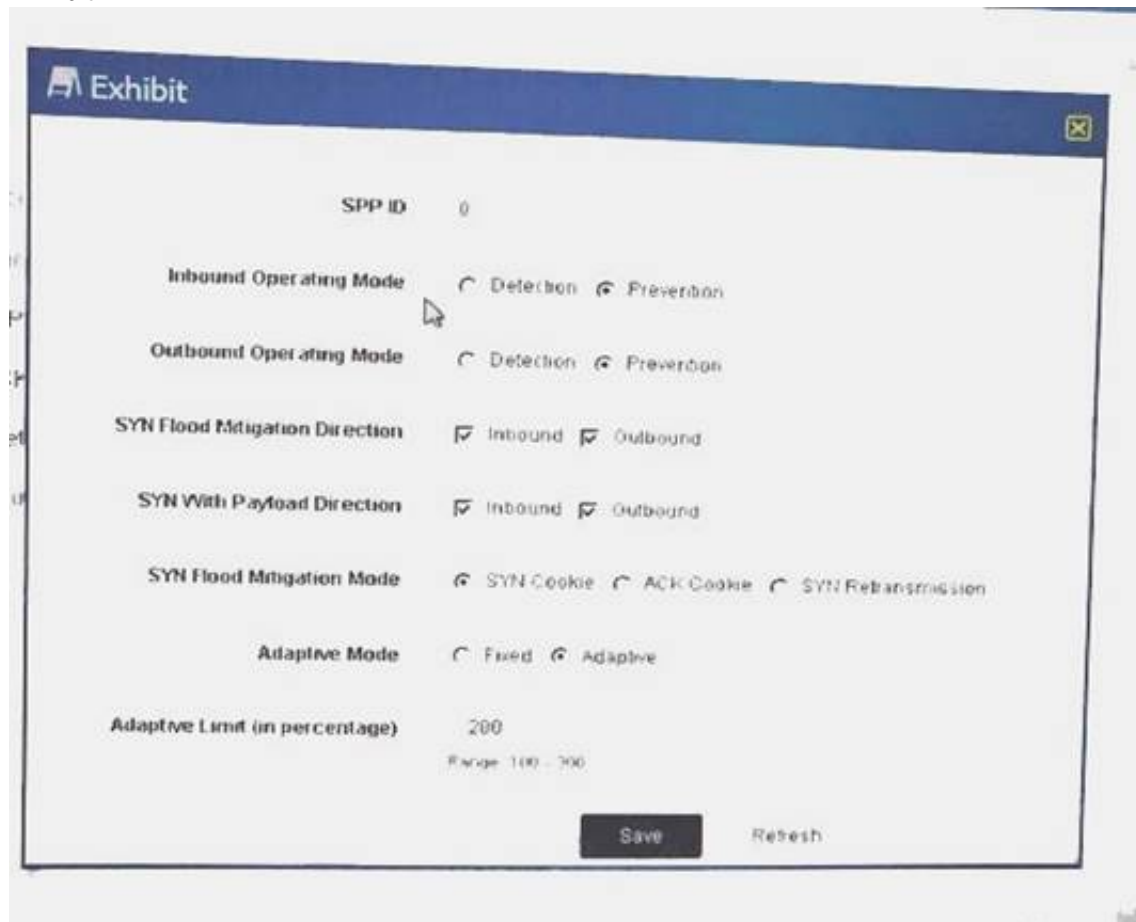 Exhibit
SPP ID 0
Inbound Operating Mode Detection Prevention
Outbound Operating Mode Detection Prevention
SYN Flood Mitigation Direction Inbound Outbound
SYN With Payload Direction Inbound Outbound
SYN Flood Mitigation Mode SYN Cookie ACK Cookie SYN Retransmission
Adaptive Mode Fixed Adaptive
Adaptive Limit (in percentage) 200
Range 100 - 300
Save Refresh